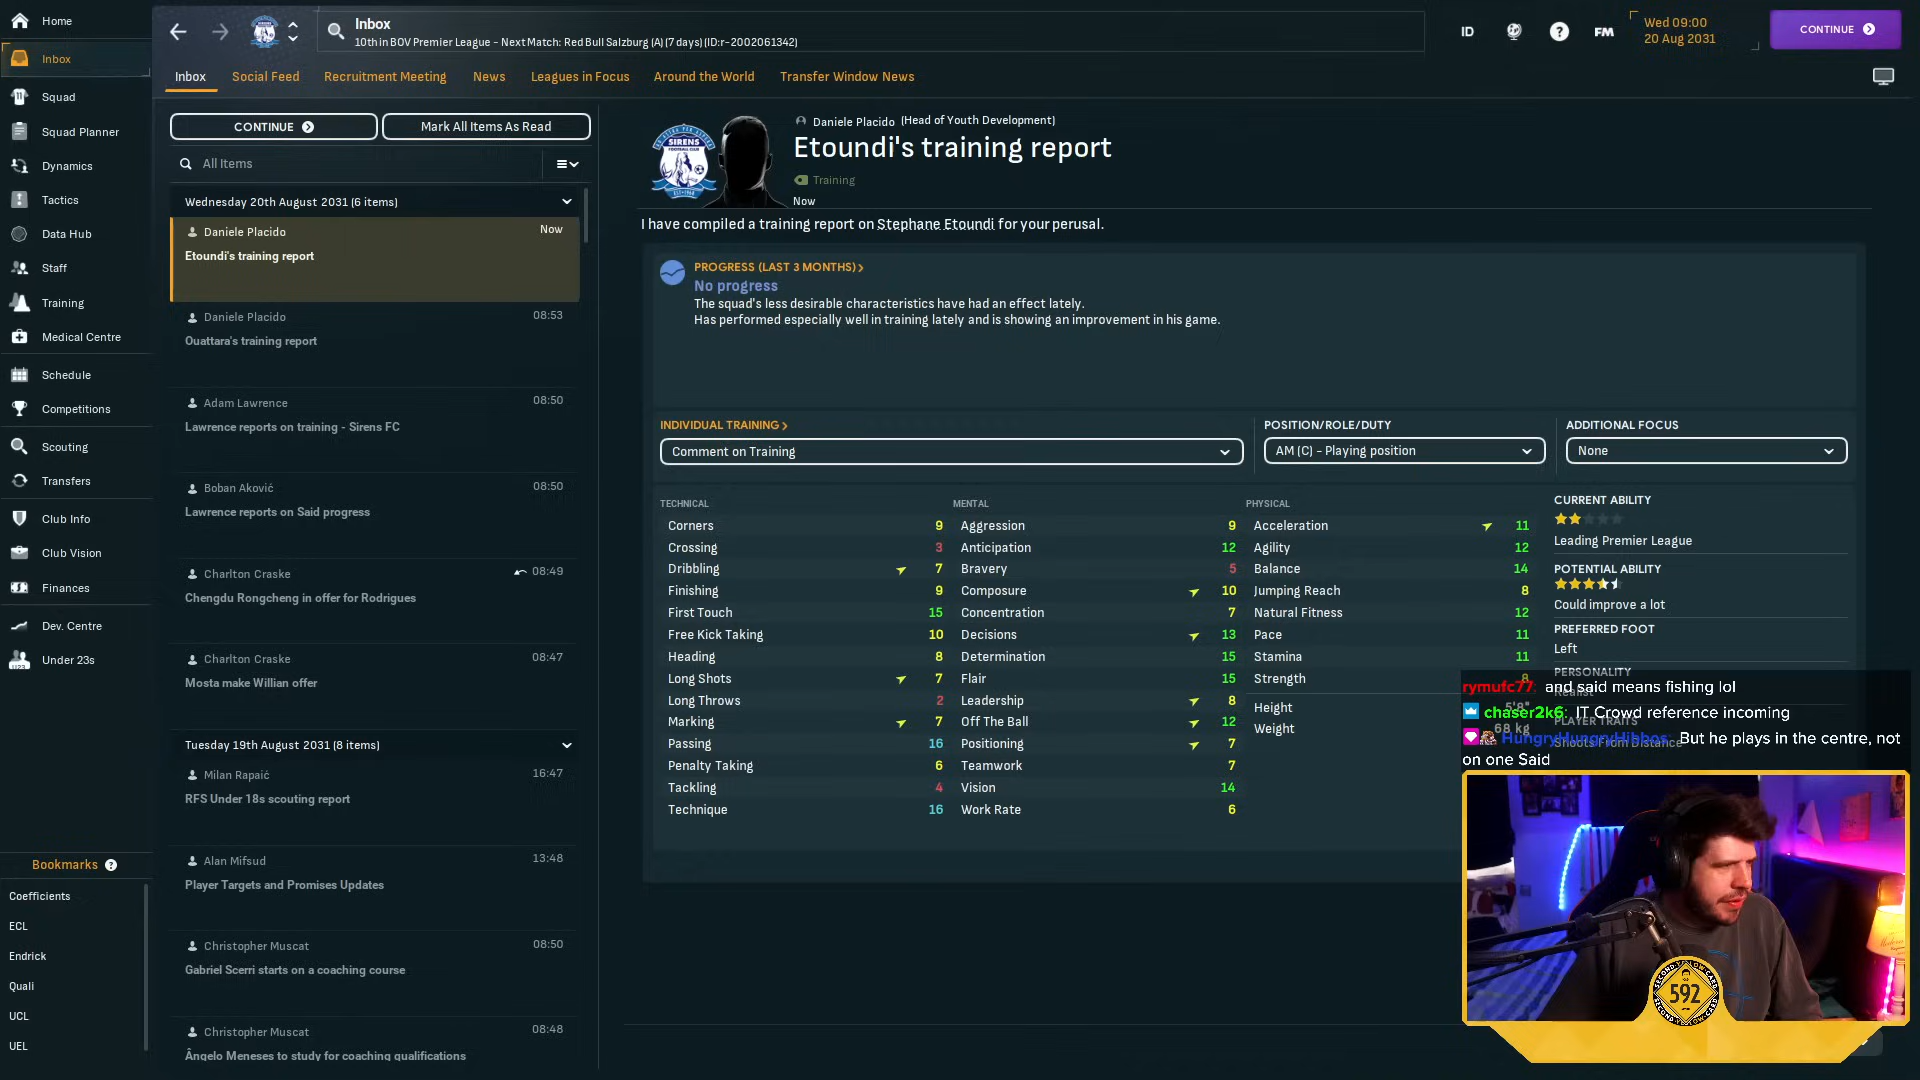 Home
Inbox
Squad
Squad Planner
Dynamics
Tactics
Data Hub
Staff
Training
Medical Centre
Schedule
Competitions
Scouting
Transfers
Club Info
Club Vision
Finances
Dev. Centre
Under 23s
Bookmarks ?
Coefficients
ECL
Endrick
Quali
UCL
UEL
Inbox
10th in BOV Premier League - Next Match: Red Bull Salzburg (A) (7 days) (ID:r-2002061342)
ID
?
FM
Wed 09:00
20 Aug 2031
CONTINUE
Inbox Social Feed Recruitment Meeting News Leagues in Focus Around the World Transfer Window News
CONTINUE
Mark All Items As Read
All Items
Wednesday 20th August 2031 (6 items)
Daniele Placido Now
Etoundi's training report
Daniele Placido 08:53
Ouattara's training report
Adam Lawrence 08:50
Lawrence reports on training - Sirens FC
Boban Aković 08:50
Lawrence reports on Said progress
Charlton Craske 08:49
Chengdu Rongcheng in offer for Rodrigues
Charlton Craske 08:47
Mosta make Willian offer
Tuesday 19th August 2031 (8 items)
Milan Rapaić 16:47
RFS Under 18s scouting report
Alan Mifsud 13:48
Player Targets and Promises Updates
Christopher Muscat 08:50
Gabriel Scerri starts on a coaching course
Christopher Muscat 08:48
Ângelo Meneses to study for coaching qualifications
SIRENS
FOOTBALL CLUB
Daniele Placido (Head of Youth Development)
Etoundi's training report
Training
Now
I have compiled a training report on Stephane Etoundi for your perusal.
PROGRESS (LAST 3 MONTHS)
No progress
The squad's less desirable characteristics have had an effect lately.
Has performed especially well in training lately and is showing an improvement in his game.
INDIVIDUAL TRAINING
Comment on Training
POSITION/ROLE/DUTY
AM (C) - Playing position
ADDITIONAL FOCUS
None
TECHNICAL
Corners 9
Crossing 3
Dribbling 7
Finishing 9
First Touch 15
Free Kick Taking 10
Heading 8
Long Shots 7
Long Throws 2
Marking 7
Passing 16
Penalty Taking 6
Tackling 4
Technique 16
MENTAL
Aggression 9
Anticipation 12
Bravery 5
Composure 10
Concentration 7
Decisions 13
Determination 15
Flair 15
Leadership 8
Off The Ball 12
Positioning 7
Teamwork 7
Vision 14
Work Rate 6
PHYSICAL
Acceleration 11
Agility 12
Balance 14
Jumping Reach 8
Natural Fitness 12
Pace 11
Stamina 11
Strength 8
Height 5'8"
Weight 68 kg
CURRENT ABILITY
Leading Premier League
POTENTIAL ABILITY
Could improve a lot
PREFERRED FOOT
Left
PERSONALITY
Realist
PLAYER TRAITS
Shoots From Distance
rymufc77: and said means fishing lol
chaser2k6: IT Crowd reference incoming
HungryHungryHibbos: But he plays in the centre, not
on one Said
SECOND YELLOW CARD
592